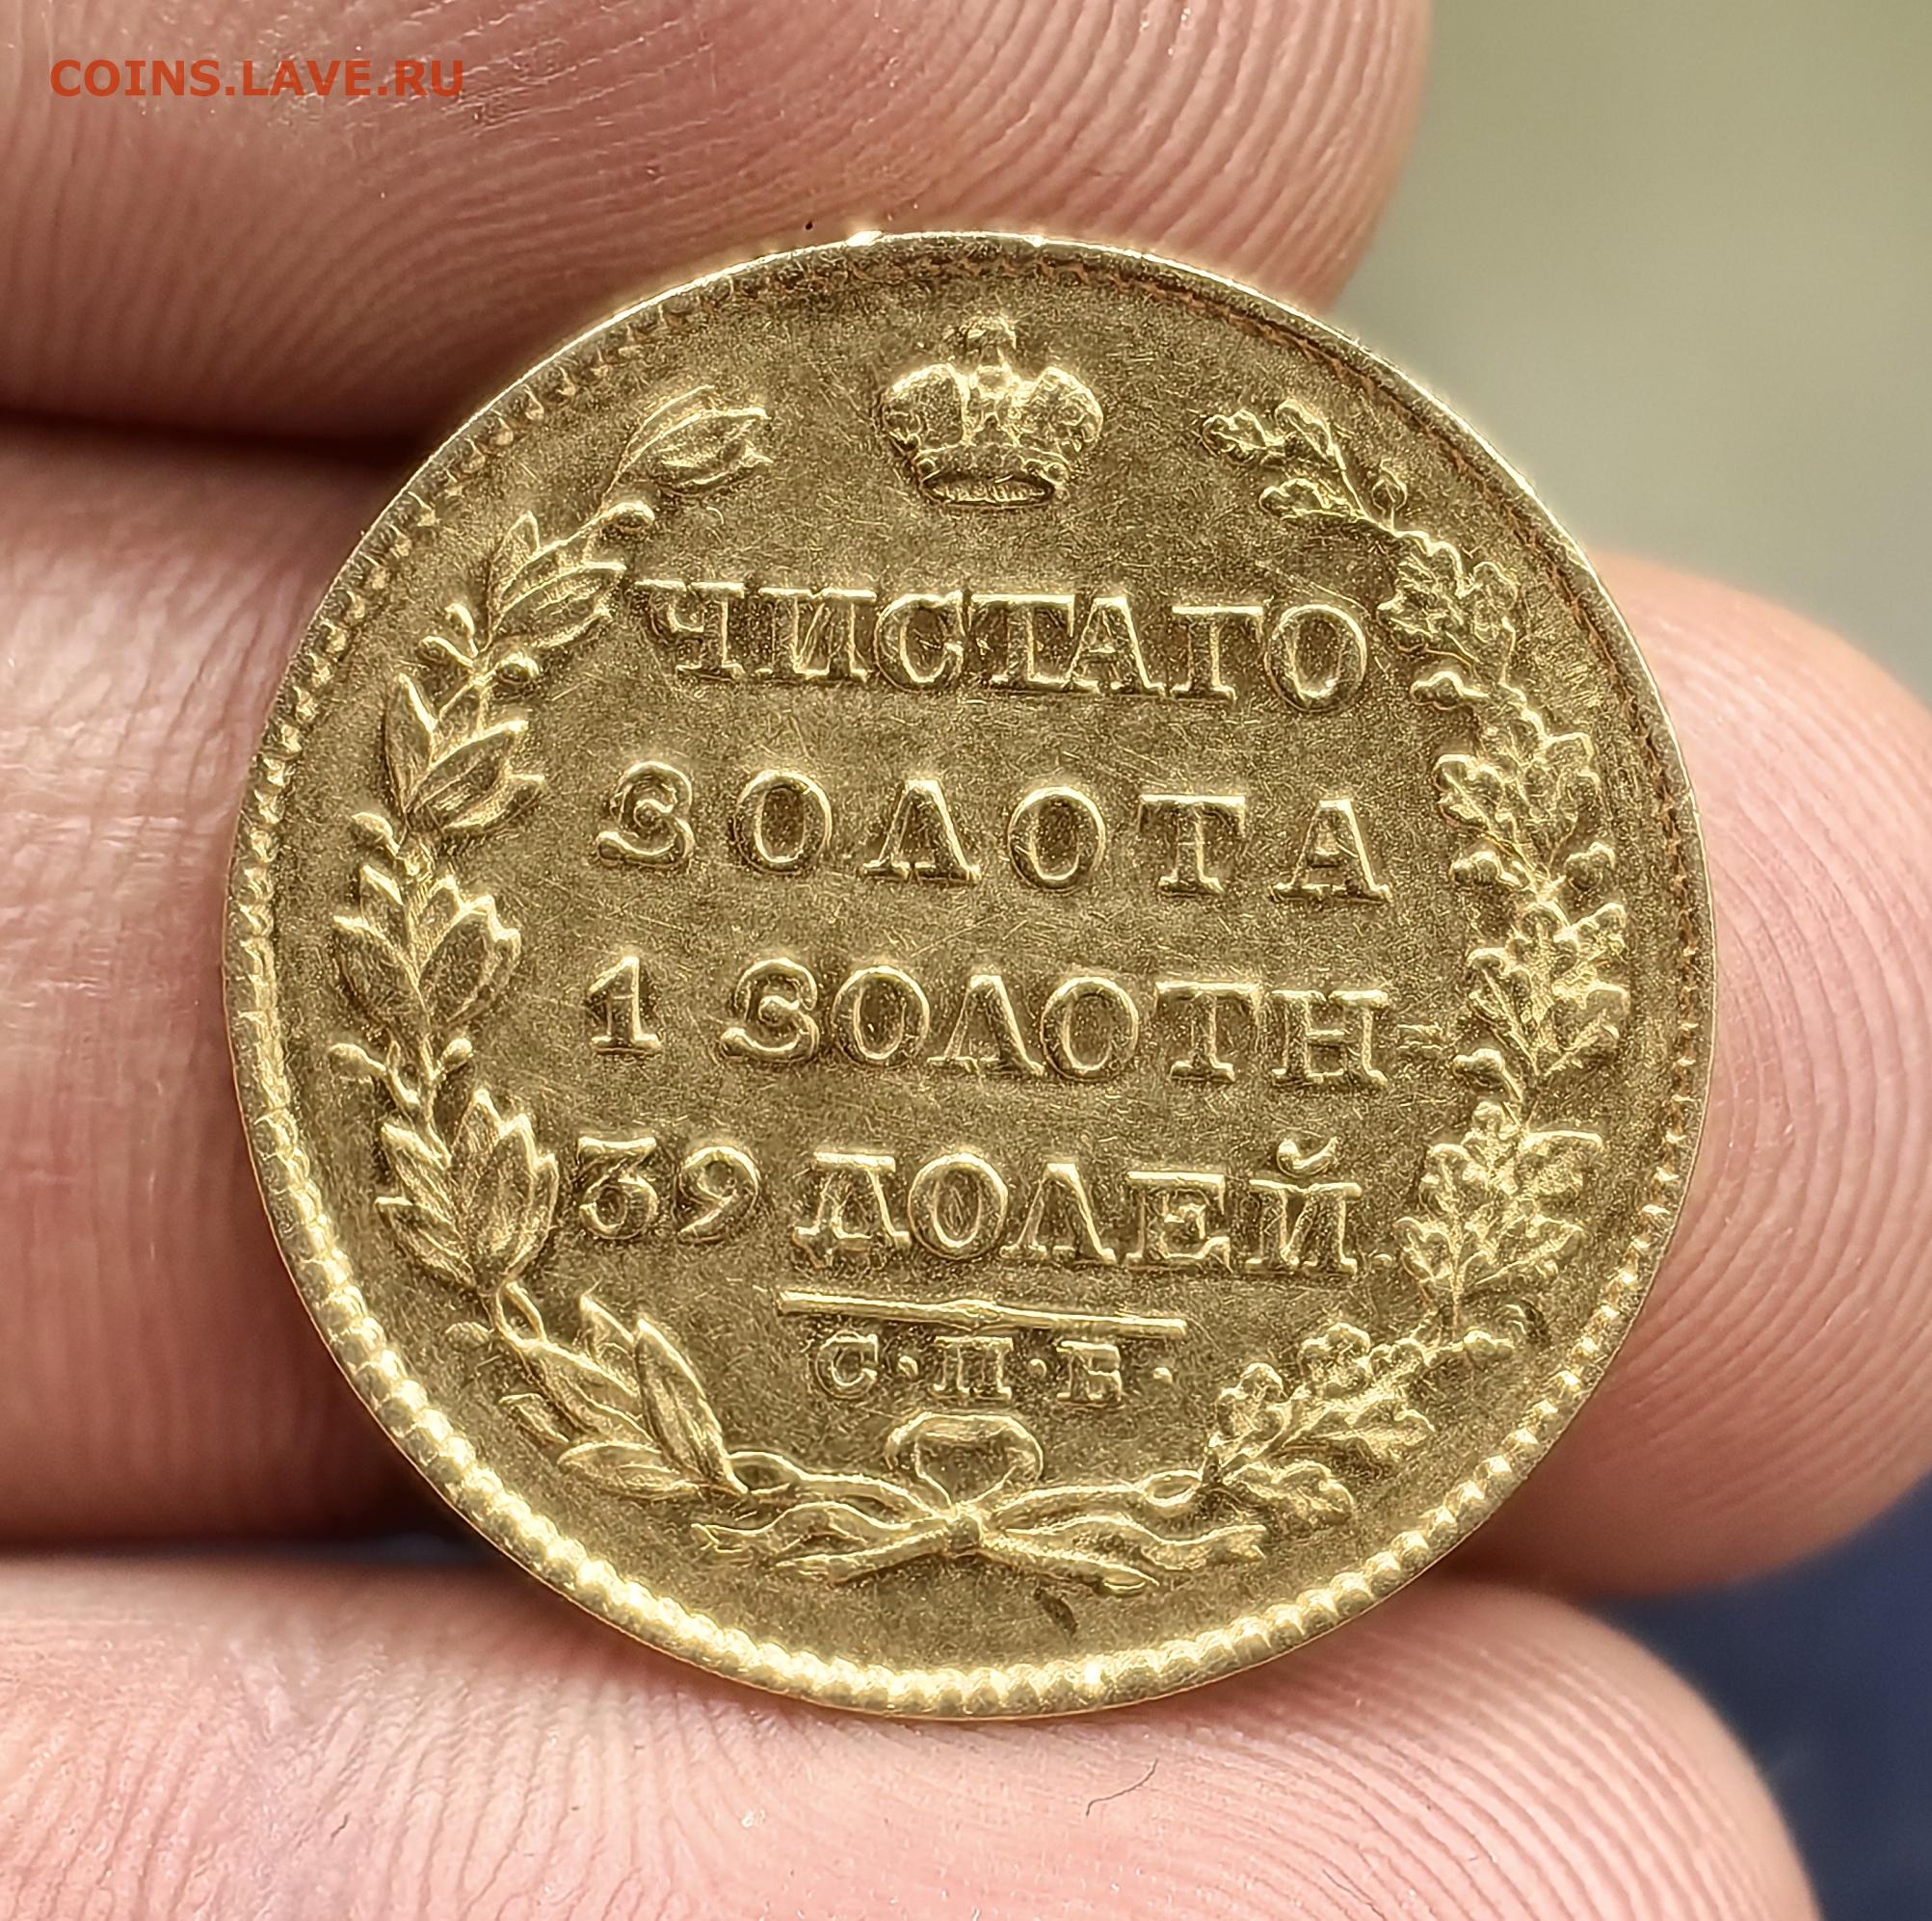 COINS.LAVE.RU
ЧИСТАГО
ЗОЛОТА
1 ЗОЛОТН
39 ДОЛЕЙ
С·П·Б·